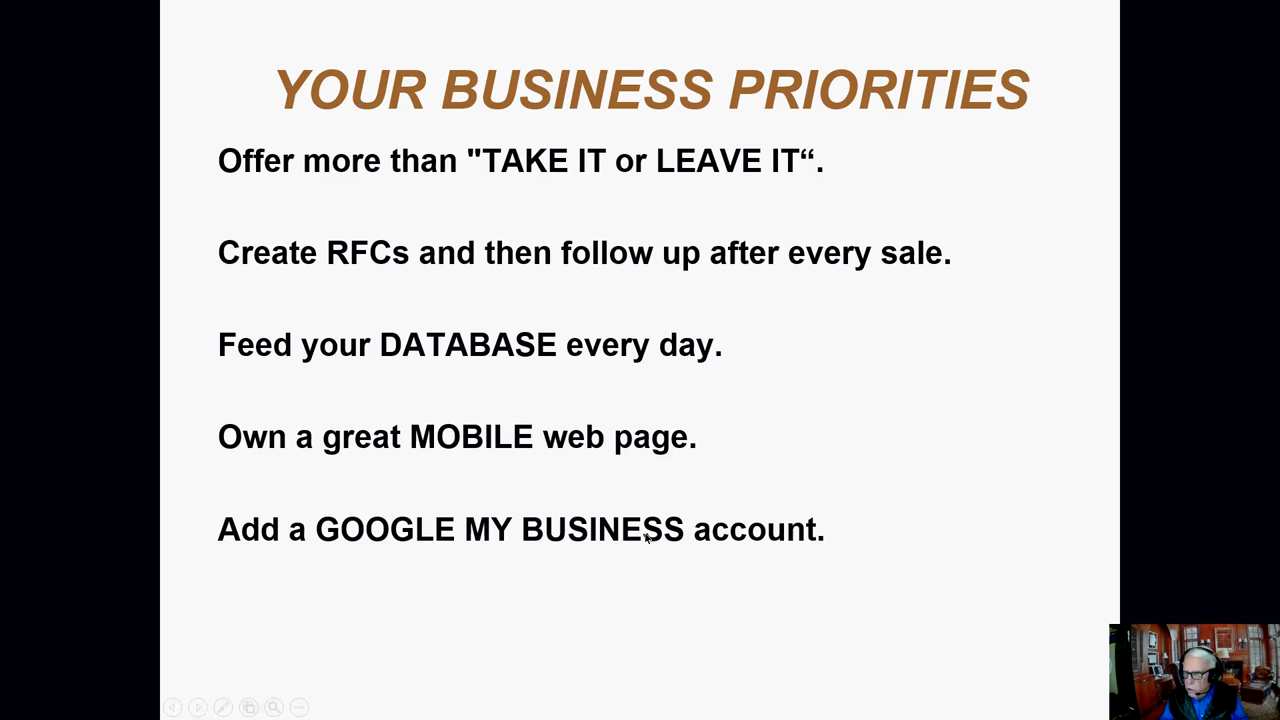 YOUR BUSINESS PRIORITIES
Offer more than "TAKE IT or LEAVE IT“.
Create RFCs and then follow up after every sale.
Feed your DATABASE every day.
Own a great MOBILE web page.
Add a GOOGLE MY BUSINESS account.